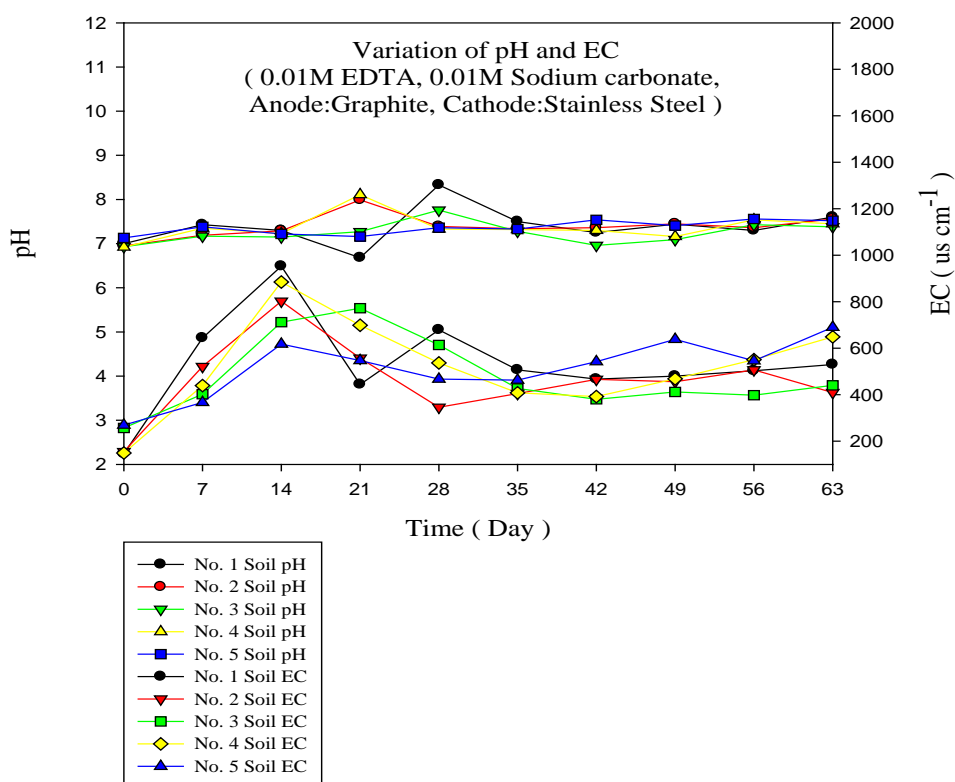 Variation of pH and EC
( 0.01M EDTA, 0.01M Sodium carbonate,
Anode:Graphite, Cathode:Stainless Steel )
pH
12
11
10
9
8
7
6
5
4
3
2
EC ( us cm⁻¹ )
2000
1800
1600
1400
1200
1000
800
600
400
200
0 7 14 21 28 35 42 49 56 63
Time ( Day )
No. 1 Soil pH
No. 2 Soil pH
No. 3 Soil pH
No. 4 Soil pH
No. 5 Soil pH
No. 1 Soil EC
No. 2 Soil EC
No. 3 Soil EC
No. 4 Soil EC
No. 5 Soil EC